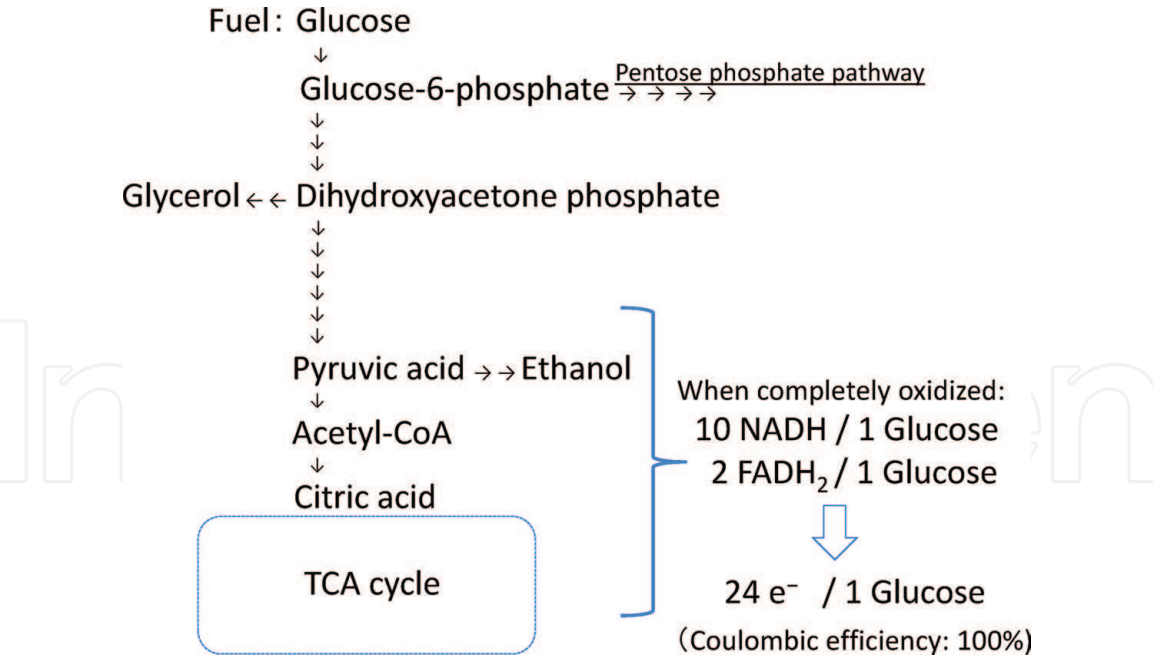 Fuel: Glucose
↓
Glucose-6-phosphate → → → → Pentose phosphate pathway
↓
↓
↓
Glycerol ← ← Dihydroxyacetone phosphate
↓
↓
↓
↓
↓
↓
Pyruvic acid → → Ethanol
↓
Acetyl-CoA
↓
Citric acid
TCA cycle
When completely oxidized:
10 NADH / 1 Glucose
2 FADH₂ / 1 Glucose
24 e⁻ / 1 Glucose
(Coulombic efficiency: 100%)